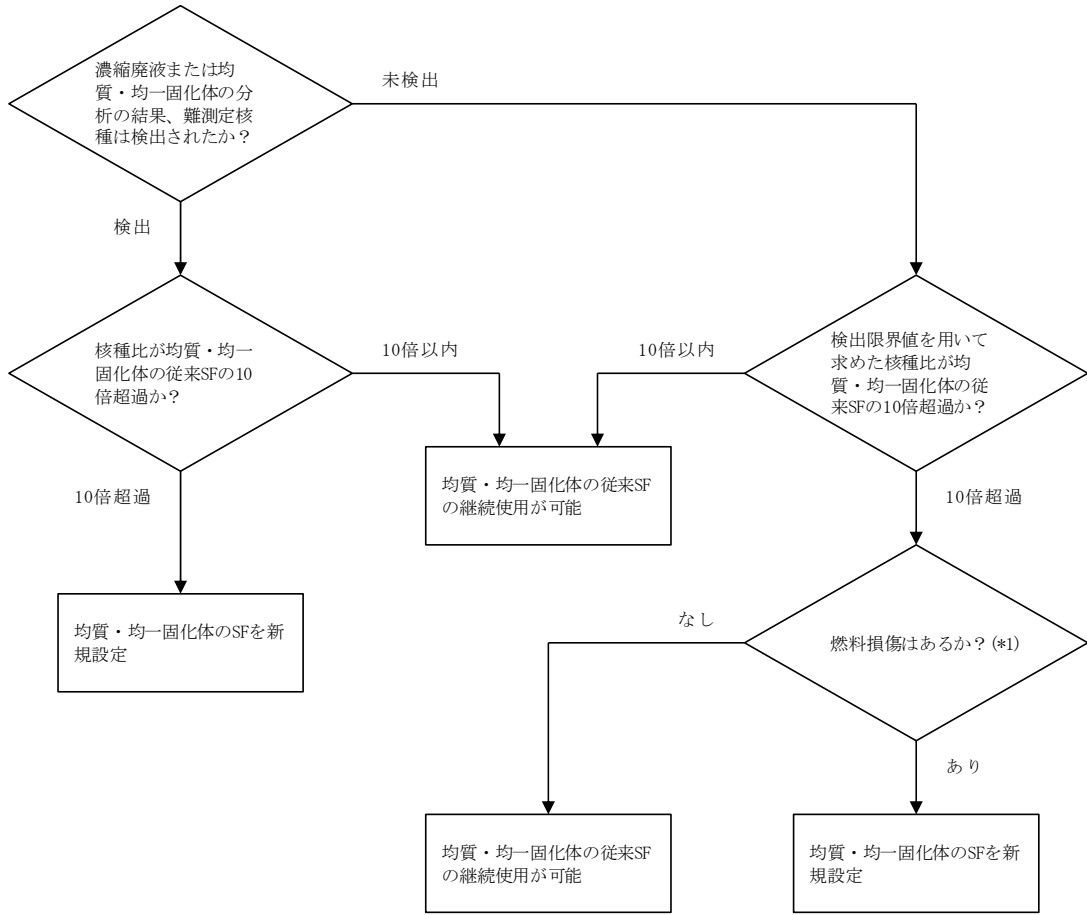 濃縮廃液または均
質・均一固化体の分
析の結果、難測定核
種は検出されたか？
未検出
検出
核種比が均質・均一
固化体の従来SFの10
倍超過か？
10倍以内
10倍以内
検出限界値を用いて
求めた核種比が均
質・均一固化体の従
来SFの10倍超過か？
均質・均一固化体の従来SF
の継続使用が可能
10倍超過
10倍超過
均質・均一固化体のSFを新
規設定
なし
燃料損傷はあるか？(*1)
あり
均質・均一固化体の従来SF
の継続使用が可能
均質・均一固化体のSFを新
規設定